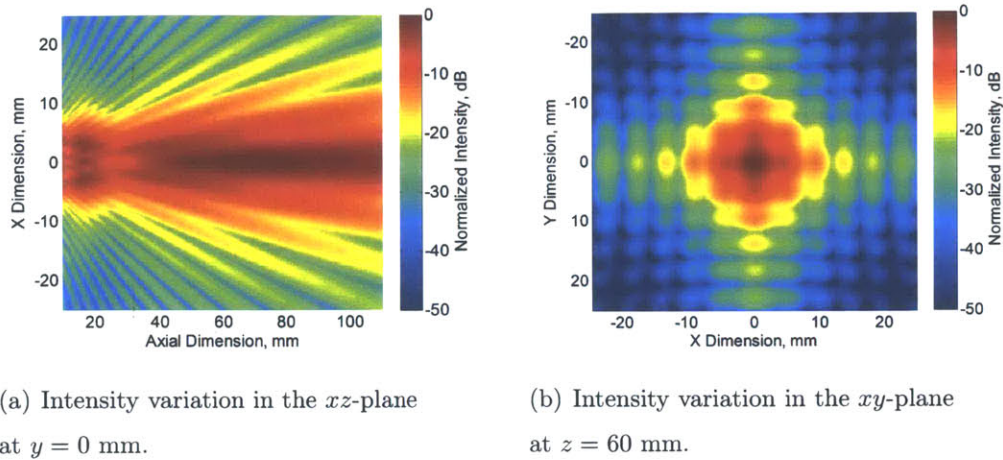 20
10
0
-10
-20
X Dimension, mm
20 40 60 80 100
Axial Dimension, mm
0
-10
-20
-30
-40
-50
Normalized Intensity, dB
-20
-10
0
10
20
Y Dimension, mm
-20 -10 0 10 20
X Dimension, mm
0
-10
-20
-30
-40
-50
Normalized Intensity, dB
(a) Intensity variation in the xz-plane
at y = 0 mm.
(b) Intensity variation in the xy-plane
at z = 60 mm.